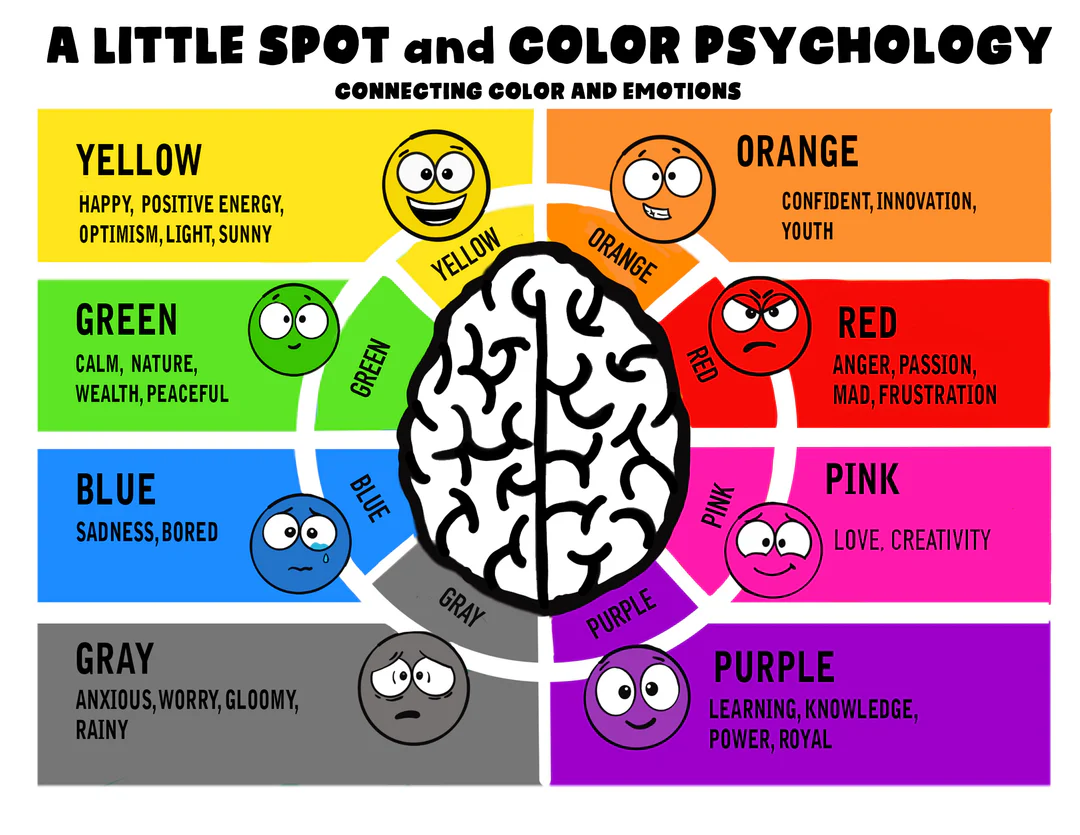 A LITTLE SPOT and COLOR PSYCHOLOGY
CONNECTING COLOR AND EMOTIONS
YELLOW
HAPPY, POSITIVE ENERGY,
OPTIMISM, LIGHT, SUNNY
ORANGE
CONFIDENT, INNOVATION,
YOUTH
YELLOW
ORANGE
GREEN
CALM, NATURE,
WEALTH, PEACEFUL
GREEN
RED
RED
ANGER, PASSION,
MAD, FRUSTRATION
BLUE
SADNESS, BORED
BLUE
PINK
PINK
LOVE, CREATIVITY
GRAY
PURPLE
GRAY
ANXIOUS, WORRY, GLOOMY,
RAINY
PURPLE
LEARNING, KNOWLEDGE,
POWER, ROYAL